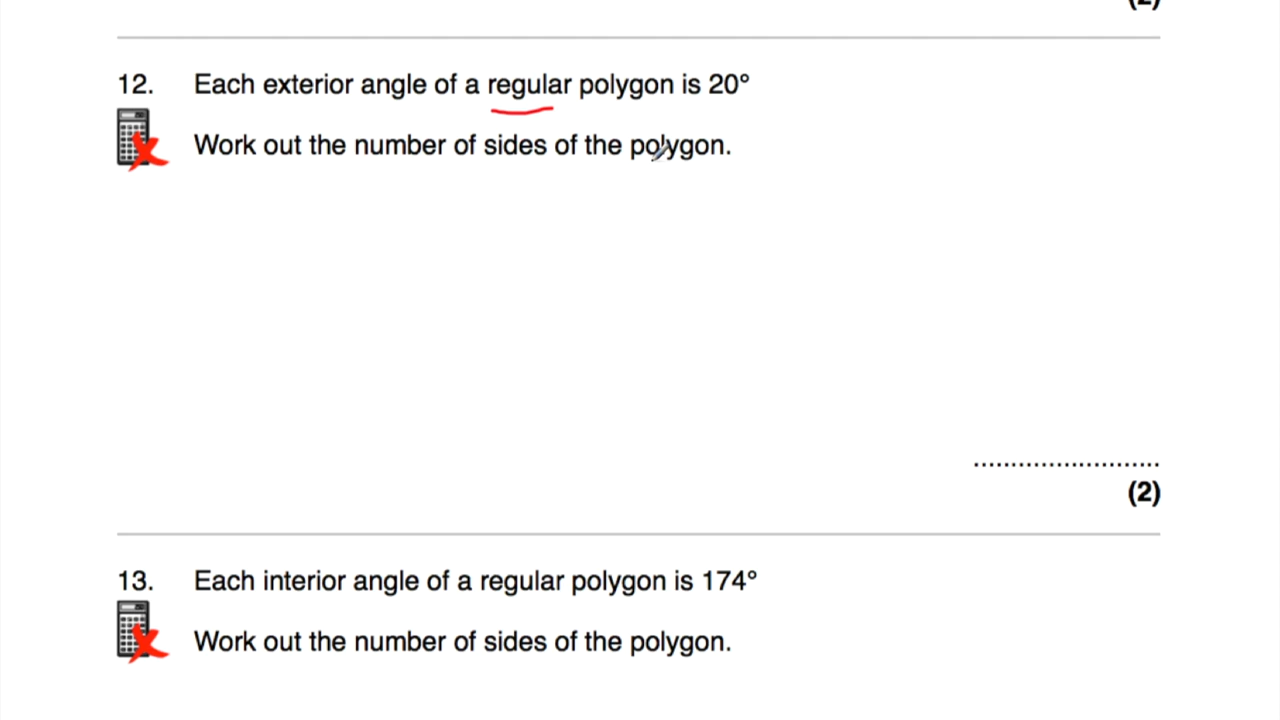 (2)
12. Each exterior angle of a regular polygon is 20°
Work out the number of sides of the polygon.
..........................
(2)
13. Each interior angle of a regular polygon is 174°
Work out the number of sides of the polygon.